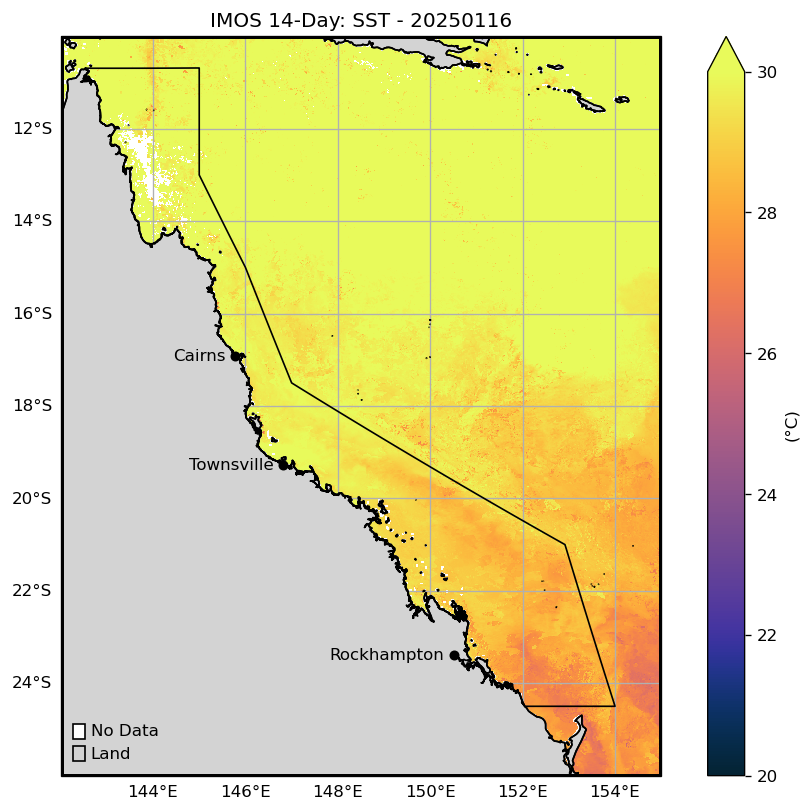 IMOS 14-Day: SST - 20250116
12°S
14°S
16°S
18°S
20°S
22°S
24°S
Cairns
Townsville
Rockhampton
No Data
Land
144°E 146°E 148°E 150°E 152°E 154°E
30
28
26
24
22
20
(°C)